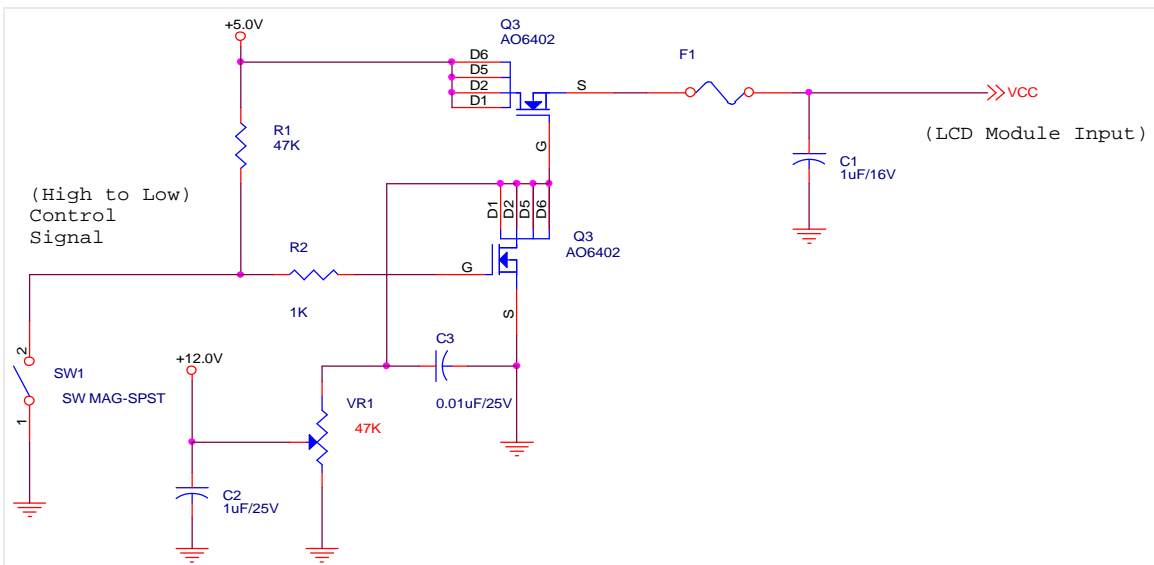 +5.0V
Q3
AO6402
D6
D5
D2
D1
S
G
F1
VCC
(LCD Module Input)
R1
47K
C1
1uF/16V
(High to Low)
Control
Signal
D1
D2
D5
D6
Q3
AO6402
R2
G
1K
S
C3
0.01uF/25V
+12.0V
2
SW1
SW MAG-SPST
1
VR1
47K
C2
1uF/25V